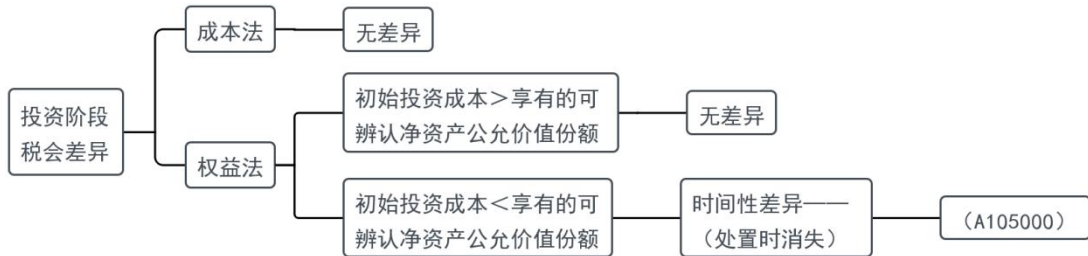 投资阶段
税会差异
成本法
无差异
权益法
初始投资成本＞享有的可
辨认净资产公允价值份额
无差异
初始投资成本＜享有的可
辨认净资产公允价值份额
时间性差异——
（处置时消失）
（A105000）